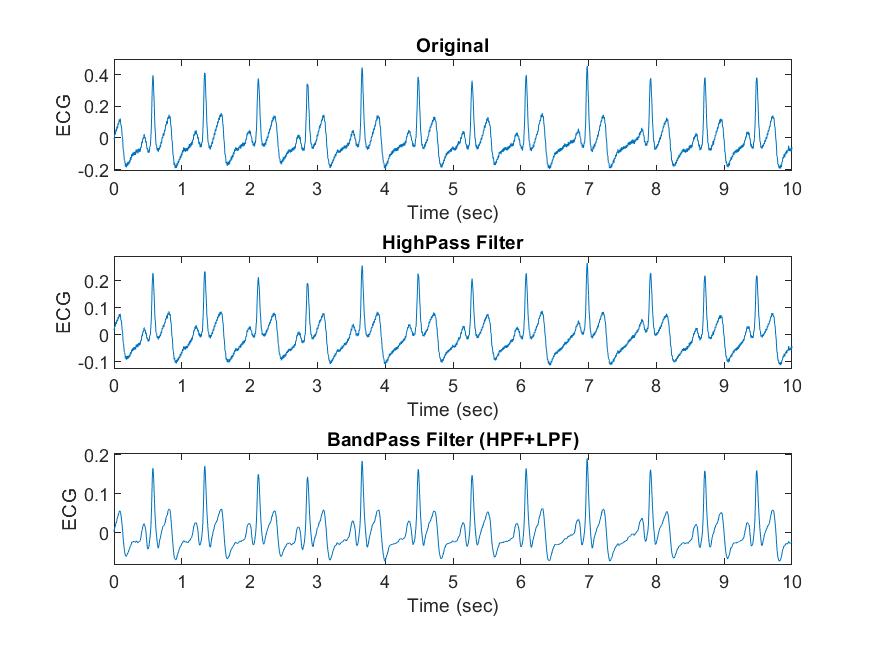 Original
0.4
0.2
0
-0.2
ECG
0 1 2 3 4 5 6 7 8 9 10
Time (sec)
HighPass Filter
0.2
0.1
0
-0.1
ECG
0 1 2 3 4 5 6 7 8 9 10
Time (sec)
BandPass Filter (HPF+LPF)
0.2
0.1
0
ECG
0 1 2 3 4 5 6 7 8 9 10
Time (sec)